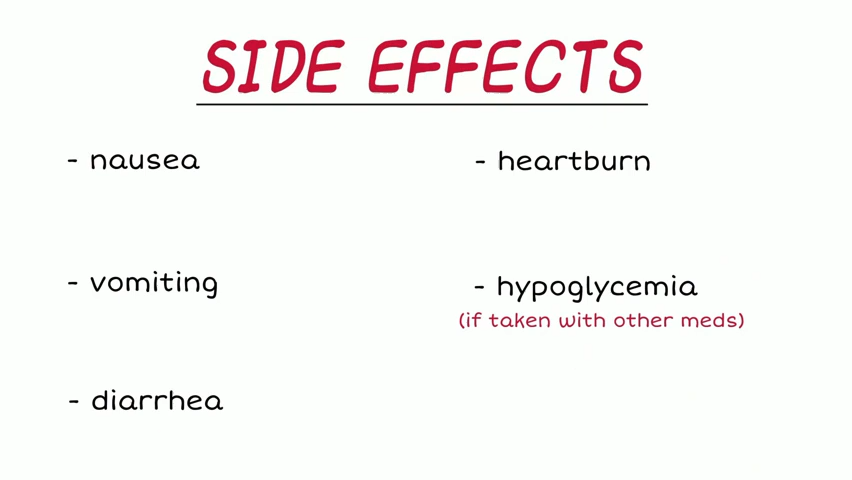 SIDE EFFECTS
- nausea
- vomiting
- diarrhea
- heartburn
- hypoglycemia
(if taken with other meds)